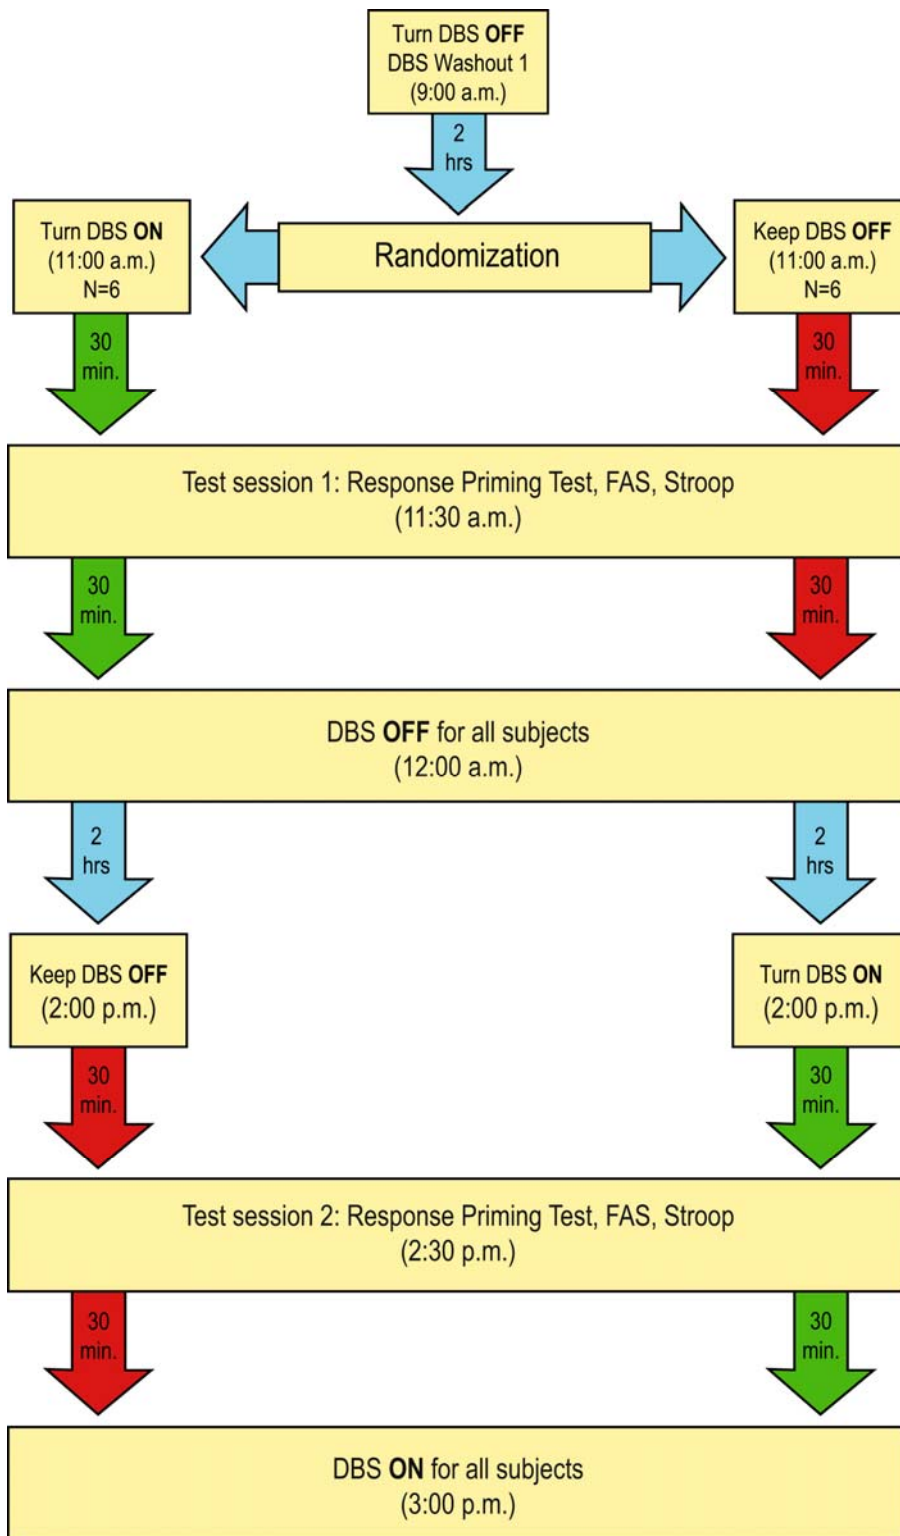 Turn DBS OFF
DBS Washout 1
(9:00 a.m.)
2
hrs
Turn DBS ON
(11:00 a.m.)
N=6
Randomization
Keep DBS OFF
(11:00 a.m.)
N=6
30
min.
30
min.
Test session 1: Response Priming Test, FAS, Stroop
(11:30 a.m.)
30
min.
30
min.
DBS OFF for all subjects
(12:00 a.m.)
2
hrs
2
hrs
Keep DBS OFF
(2:00 p.m.)
Turn DBS ON
(2:00 p.m.)
30
min.
30
min.
Test session 2: Response Priming Test, FAS, Stroop
(2:30 p.m.)
30
min.
30
min.
DBS ON for all subjects
(3:00 p.m.)